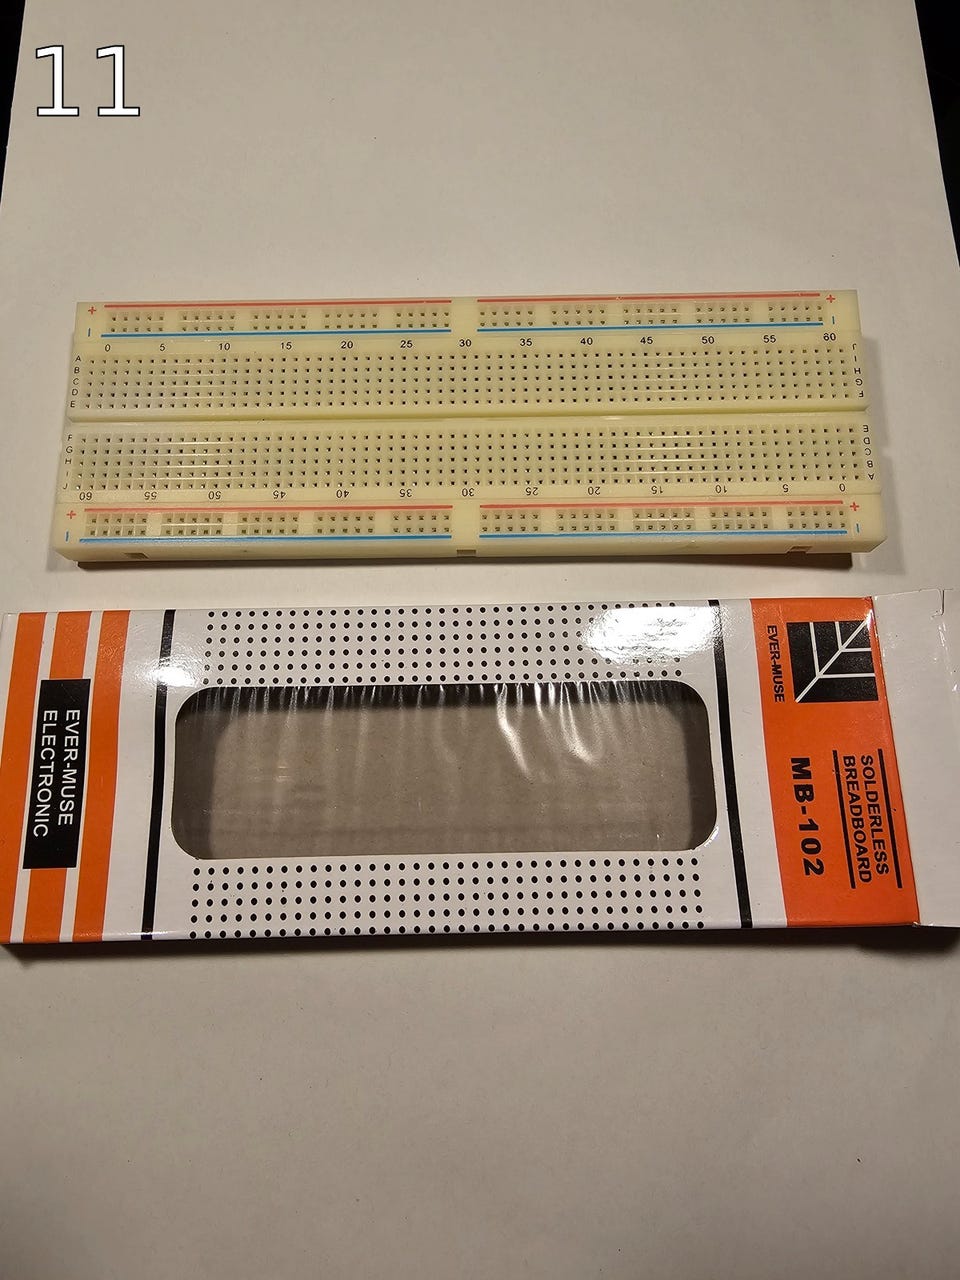 11
+ +
- -
0 5 10 15 20 25 30 35 40 45 50 55 60
A
B
C
D
E
J
I
H
G
F
F
G
H
I
J
E
D
C
B
A
60 55 50 45 40 35 30 25 20 15 10 5 0
+ +
- -
EVER-MUSE
ELECTRONIC
EVER-MUSE
SOLDERLESS
BREADBOARD
MB-102